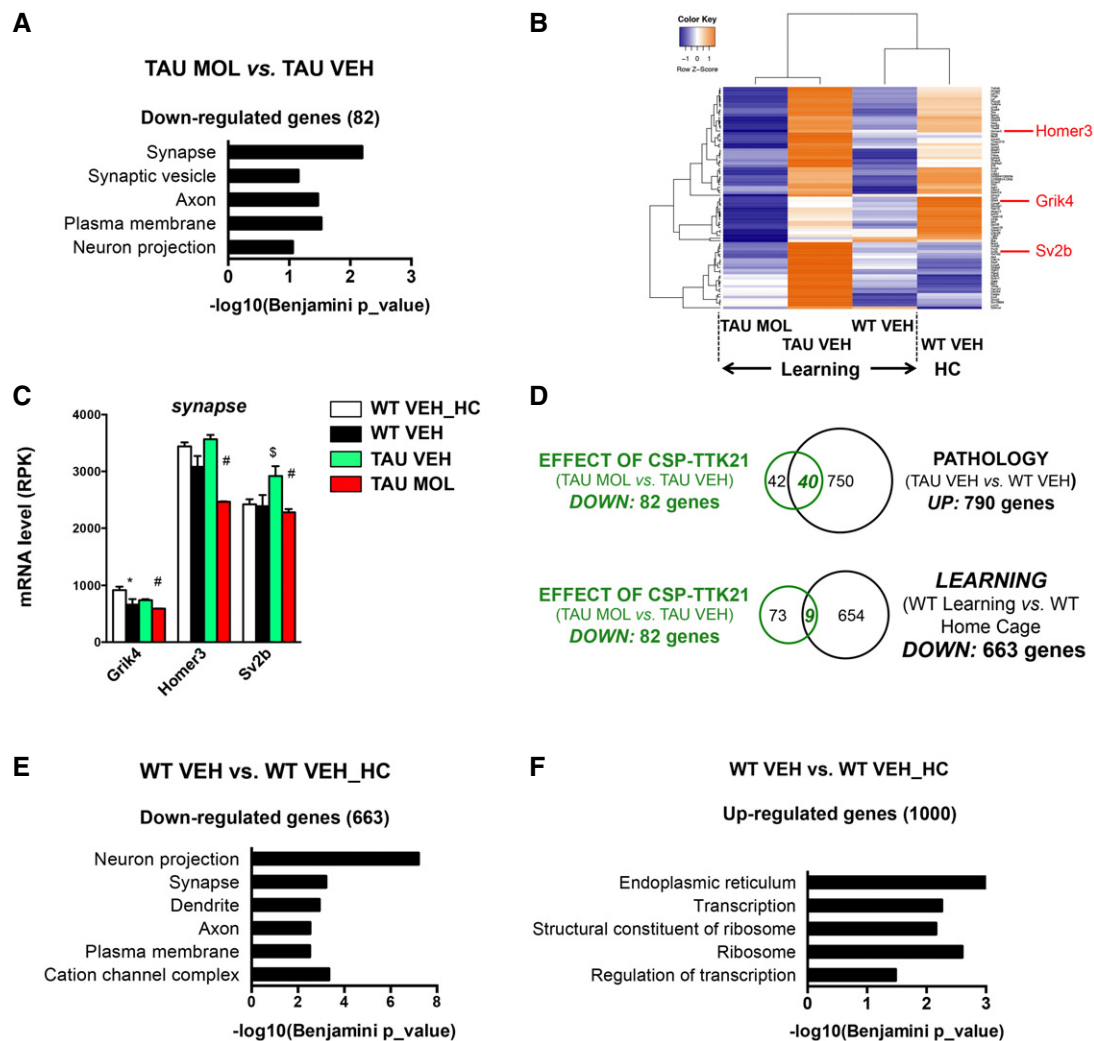 A
TAU MOL vs. TAU VEH
Down-regulated genes (82)
Synapse
Synaptic vesicle
Axon
Plasma membrane
Neuron projection
0 1 2 3
-log10(Benjamini p_value)
B
Color Key
-1 0 1
Row Z-Score
Homer3
Grik4
Sv2b
TAU MOL
WT VEH
TAU VEH
WT VEH
Learning
HC
C
synapse
4000
3000
2000
1000
0
mRNA level (RPK)
* # # $ #
Grik4
Homer3
Sv2b
WT VEH_HC
WT VEH
TAU VEH
TAU MOL
D
EFFECT OF CSP-TTK21
(TAU MOL vs. TAU VEH)
DOWN: 82 genes
42 40 750
PATHOLOGY
(TAU VEH vs. WT VEH)
UP: 790 genes
EFFECT OF CSP-TTK21
(TAU MOL vs. TAU VEH)
DOWN: 82 genes
73 9 654
LEARNING
(WT Learning vs. WT
Home Cage
DOWN: 663 genes
E
WT VEH vs. WT VEH_HC
Down-regulated genes (663)
Neuron projection
Synapse
Dendrite
Axon
Plasma membrane
Cation channel complex
0 2 4 6 8
-log10(Benjamini p_value)
F
WT VEH vs. WT VEH_HC
Up-regulated genes (1000)
Endoplasmic reticulum
Transcription
Structural constituent of ribosome
Ribosome
Regulation of transcription
0 1 2 3
-log10(Benjamini p_value)